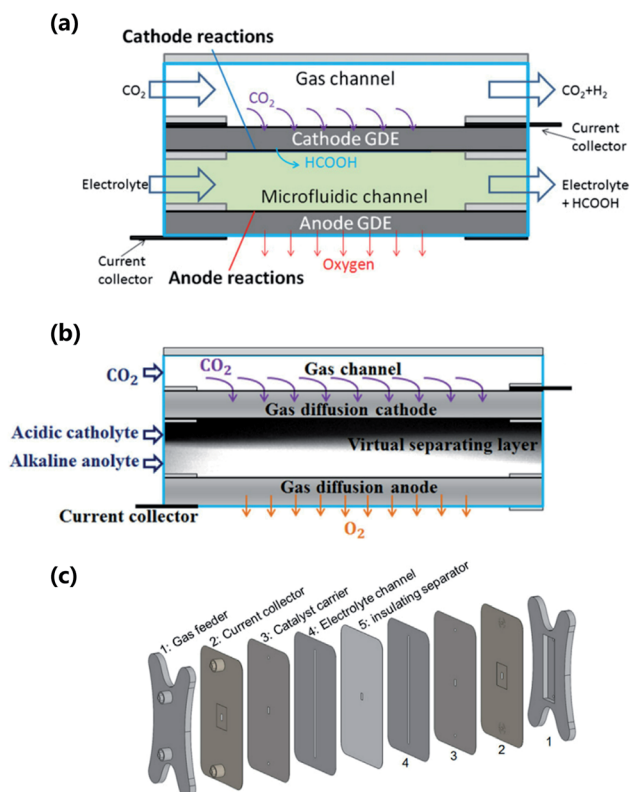 (a)
Cathode reactions
Gas channel
CO₂
CO₂+H₂
CO₂
Current
collector
Cathode GDE
HCOOH
Electrolyte
Microfluidic channel
Electrolyte
+ HCOOH
Anode GDE
Current
collector
Oxygen
Anode reactions
(b)
CO₂
CO₂
Gas channel
Gas diffusion cathode
Acidic catholyte
Virtual separating layer
Alkaline anolyte
Gas diffusion anode
Current collector
O₂
(c)
1: Gas feeder
2: Current collector
3: Catalyst carrier
4: Electrolyte channel
5: insulating separator
4
3
2
1